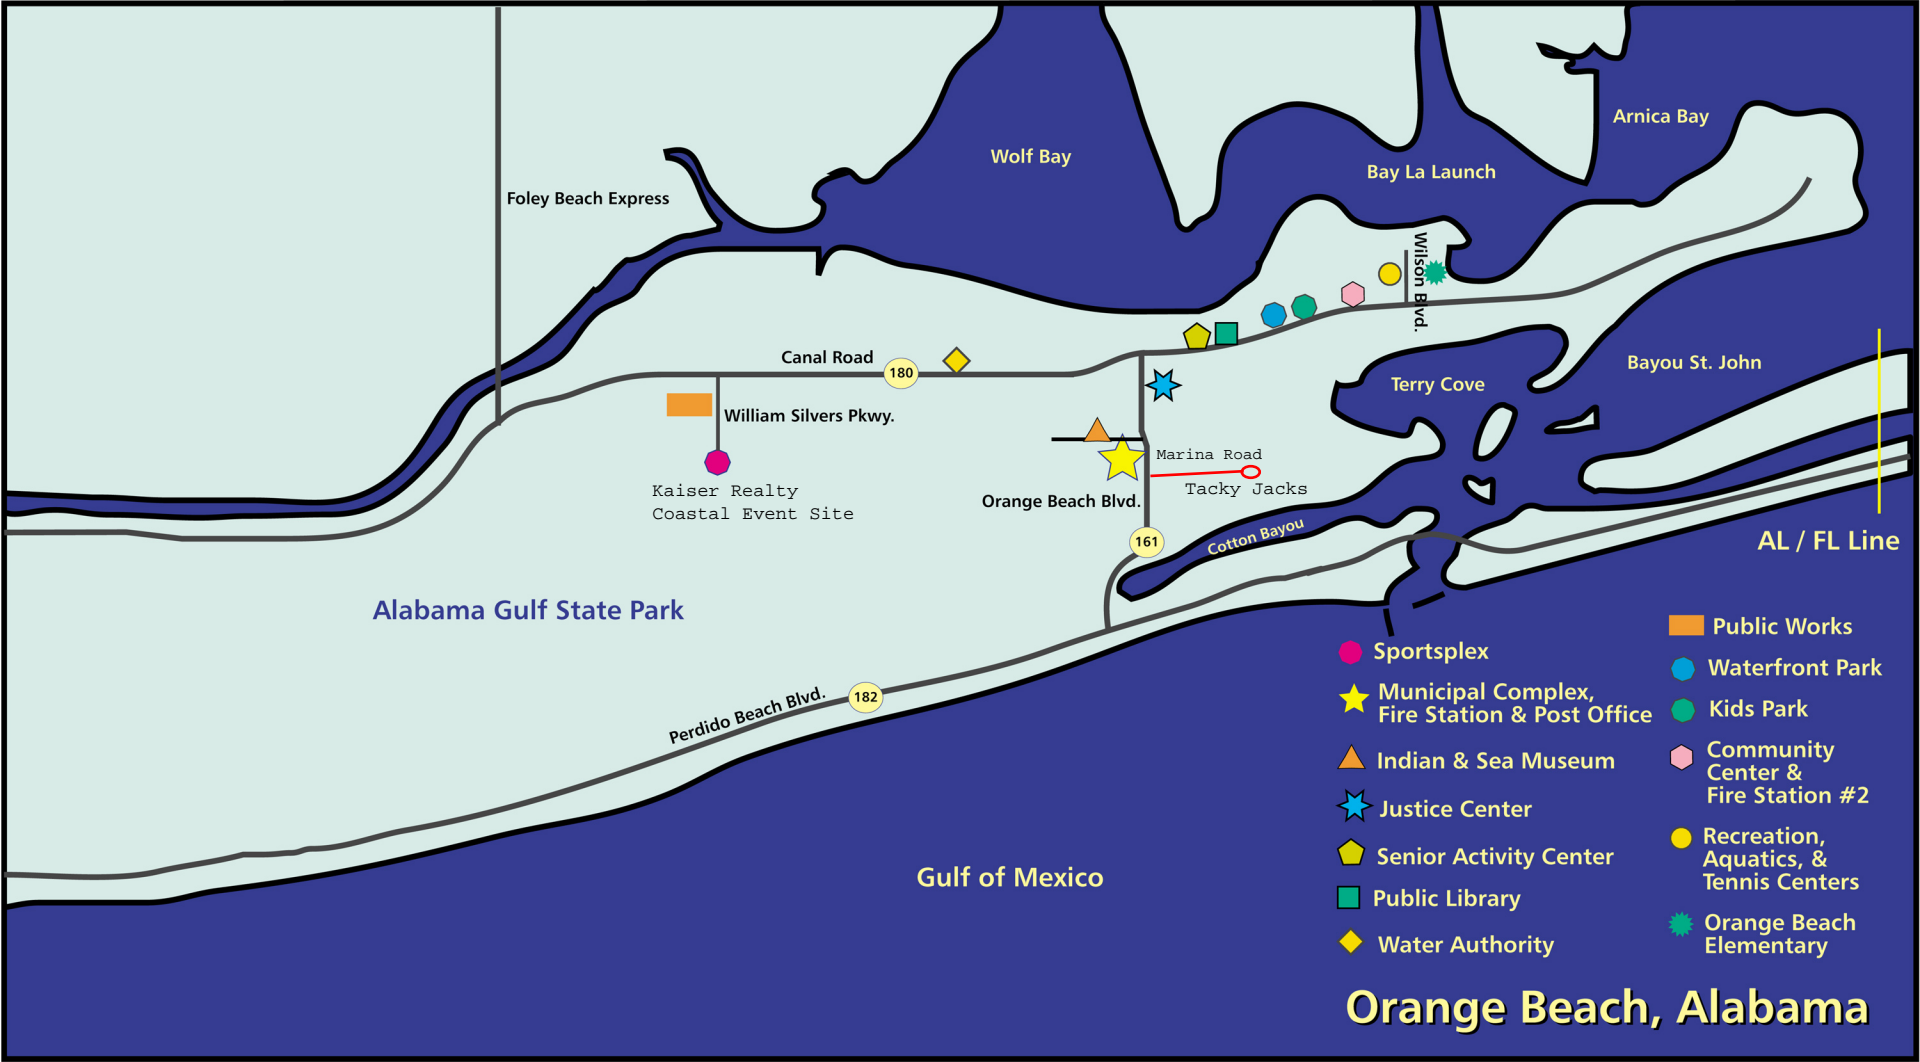 Arnica Bay
Wolf Bay
Bay La Launch
Foley Beach Express
Wilson Blvd.
Canal Road
180
Bayou St. John
Terry Cove
William Silvers Pkwy.
Marina Road
Tacky Jacks
Kaiser Realty
Coastal Event Site
Orange Beach Blvd.
161
Cotton Bayou
AL / FL Line
Alabama Gulf State Park
Perdido Beach Blvd.
182
Gulf of Mexico
Sportsplex
Municipal Complex,
Fire Station & Post Office
Indian & Sea Museum
Justice Center
Senior Activity Center
Public Library
Water Authority
Public Works
Waterfront Park
Kids Park
Community
Center &
Fire Station #2
Recreation,
Aquatics, &
Tennis Centers
Orange Beach
Elementary
Orange Beach, Alabama